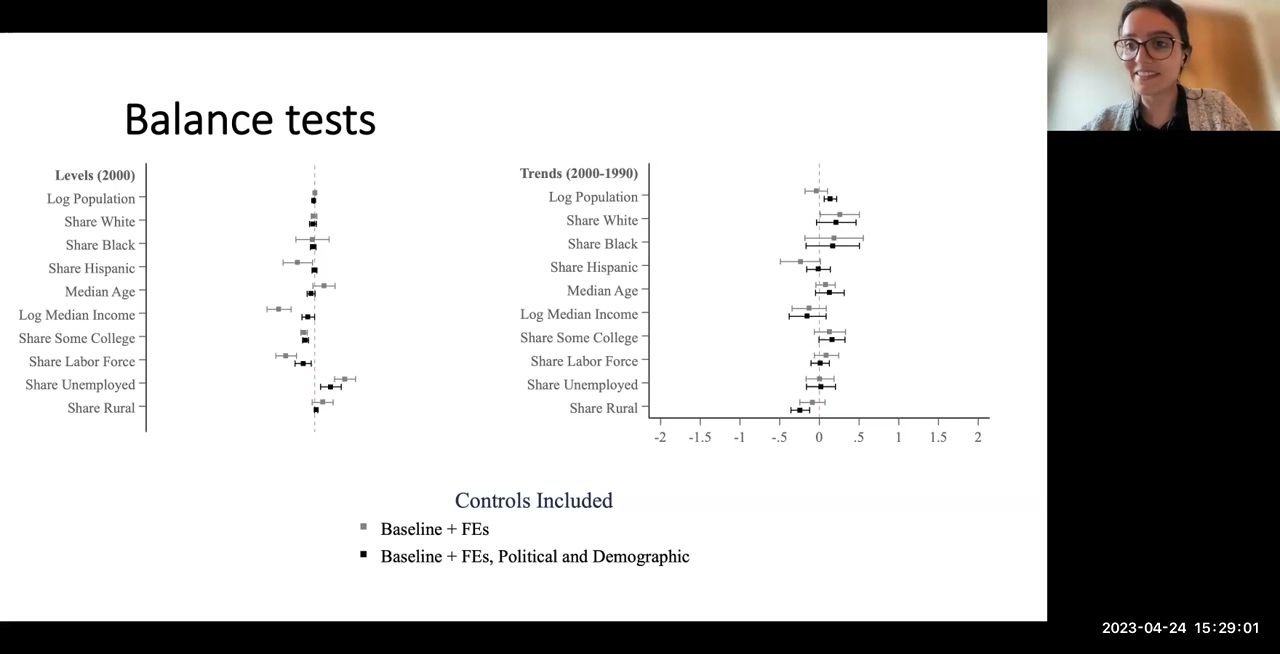 Balance tests
Levels (2000)
Log Population
Share White
Share Black
Share Hispanic
Median Age
Log Median Income
Share Some College
Share Labor Force
Share Unemployed
Share Rural
Trends (2000-1990)
Log Population
Share White
Share Black
Share Hispanic
Median Age
Log Median Income
Share Some College
Share Labor Force
Share Unemployed
Share Rural
-2 -1.5 -1 -.5 0 .5 1 1.5 2
Controls Included
Baseline + FEs
Baseline + FEs, Political and Demographic
2023-04-24 15:29:01